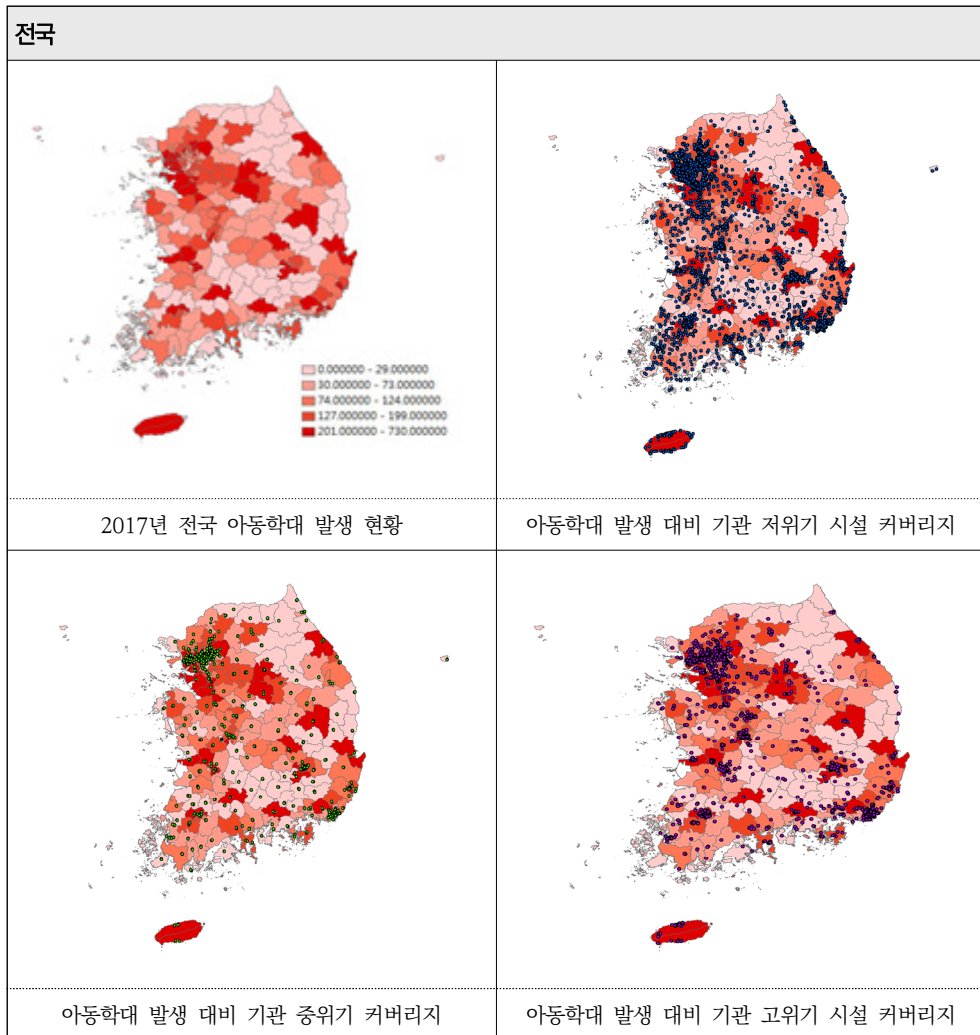 전국
0.000000 - 29.000000
30.000000 - 73.000000
74.000000 - 124.000000
127.000000 - 199.000000
201.000000 - 730.000000
2017년 전국 아동학대 발생 현황
아동학대 발생 대비 기관 저위기 시설 커버리지
아동학대 발생 대비 기관 중위기 커버리지
아동학대 발생 대비 기관 고위기 시설 커버리지